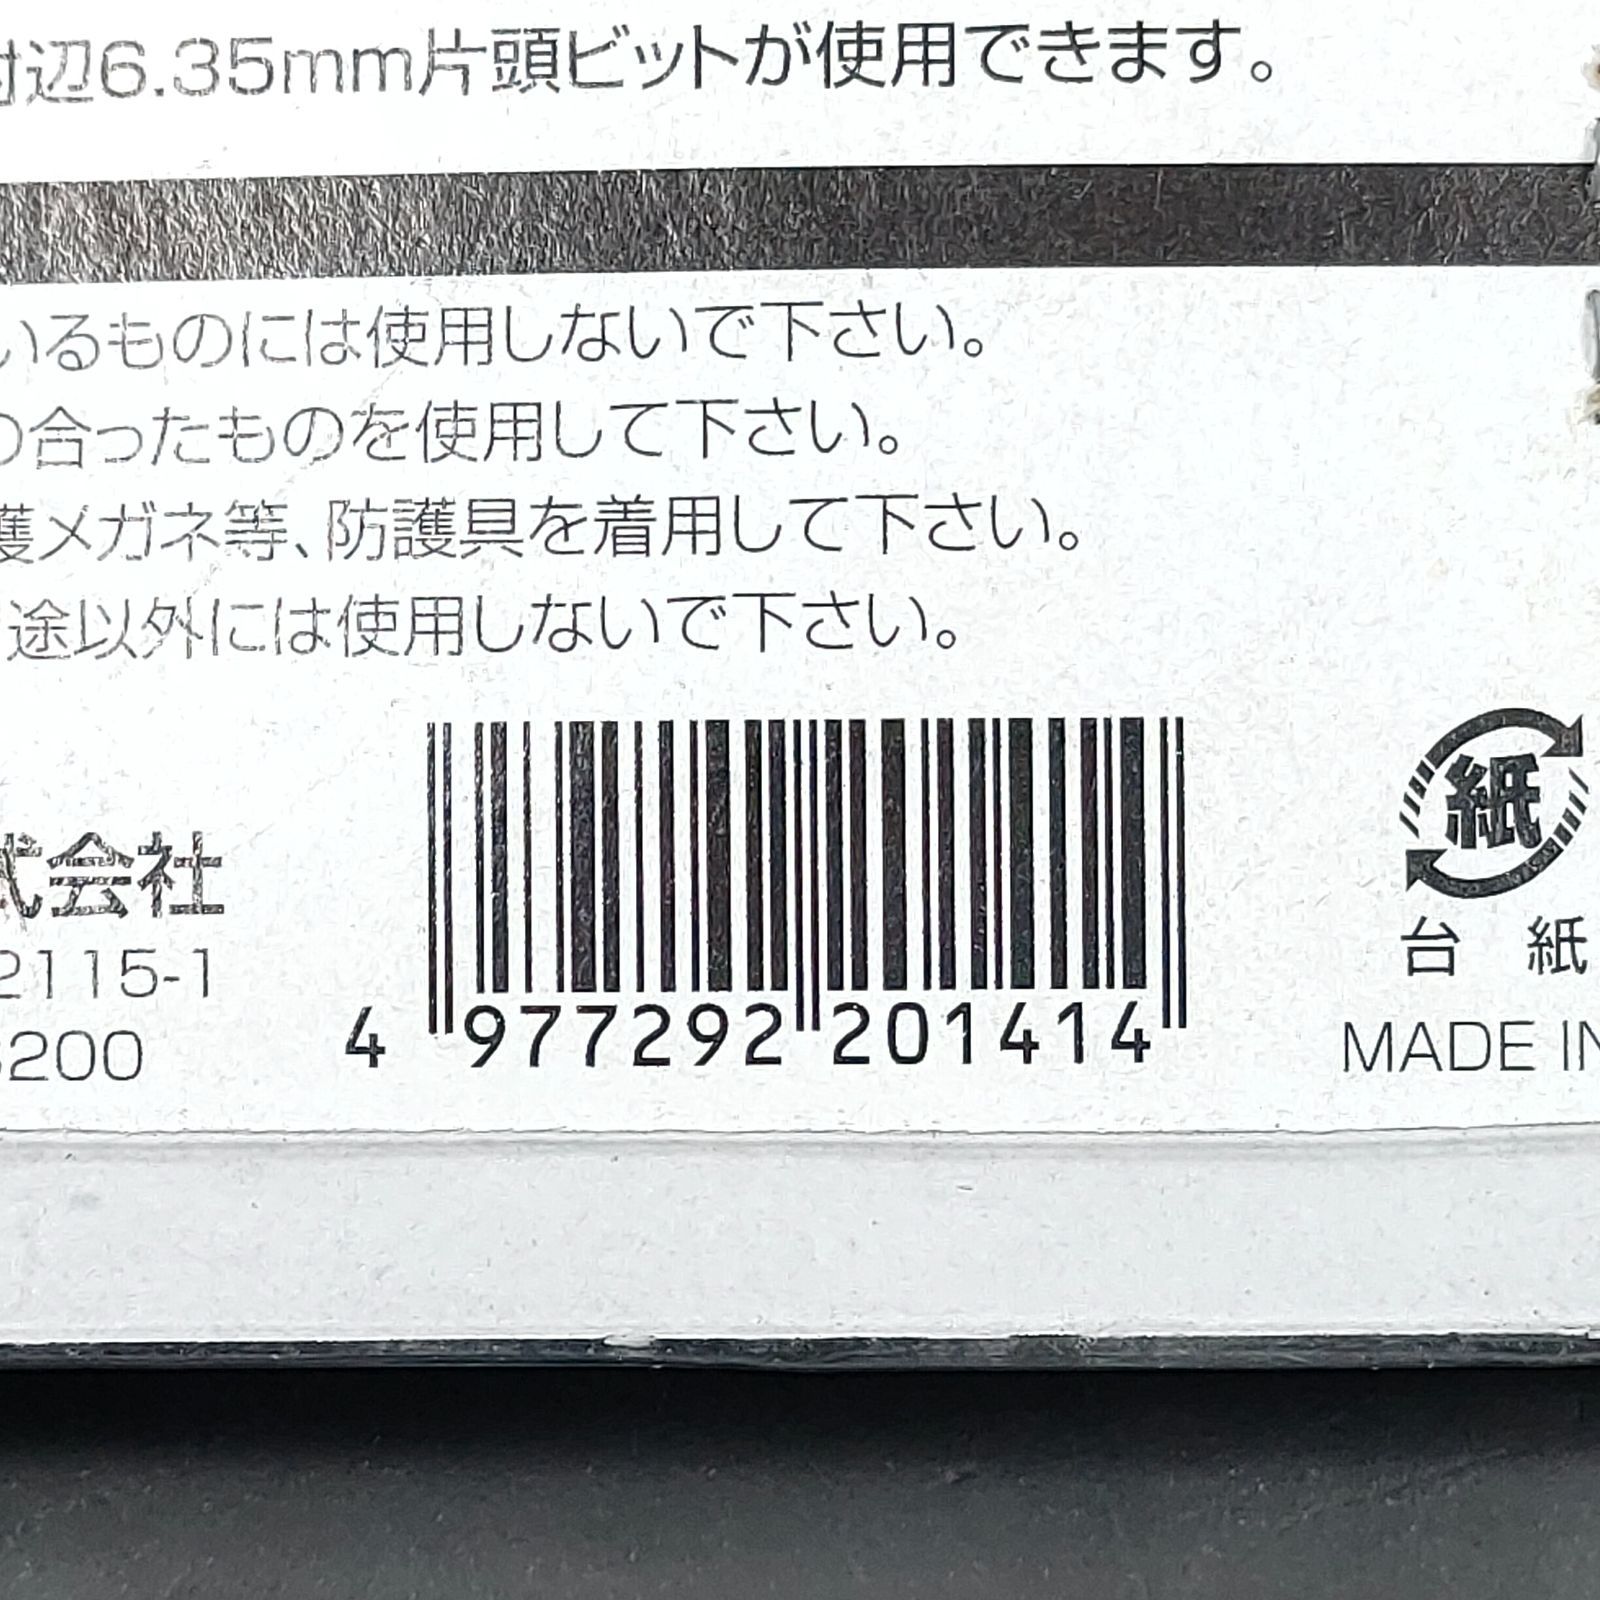 対辺6.35mm片頭ビットが使用できます。
いるものには使用しないで下さい。
の合ったものを使用して下さい。
護メガネ等、防護具を着用して下さい。
途以外には使用しないで下さい。
式会社
2115-1
200
4 977292 201414
紙
台 紙
MADE IN